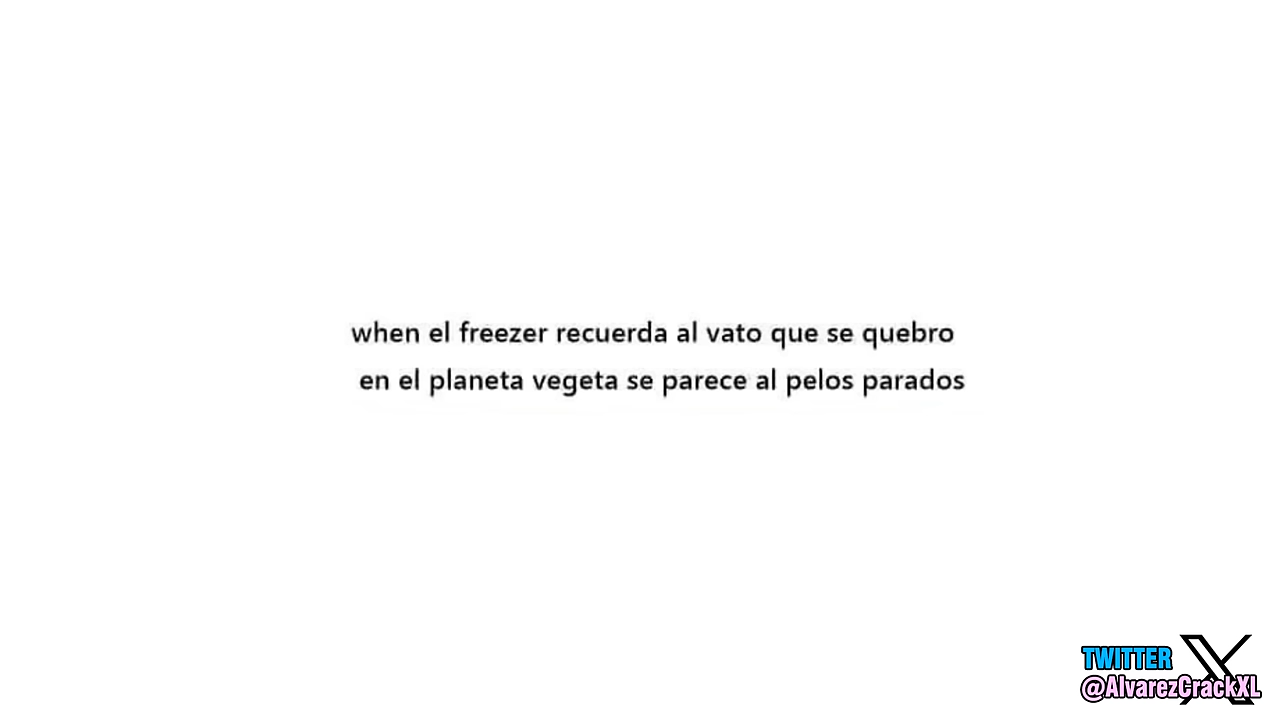 when el freezer recuerda al vato que se quebro
en el planeta vegeta se parece al pelos parados
TWITTER
@AlvarezCrackXL